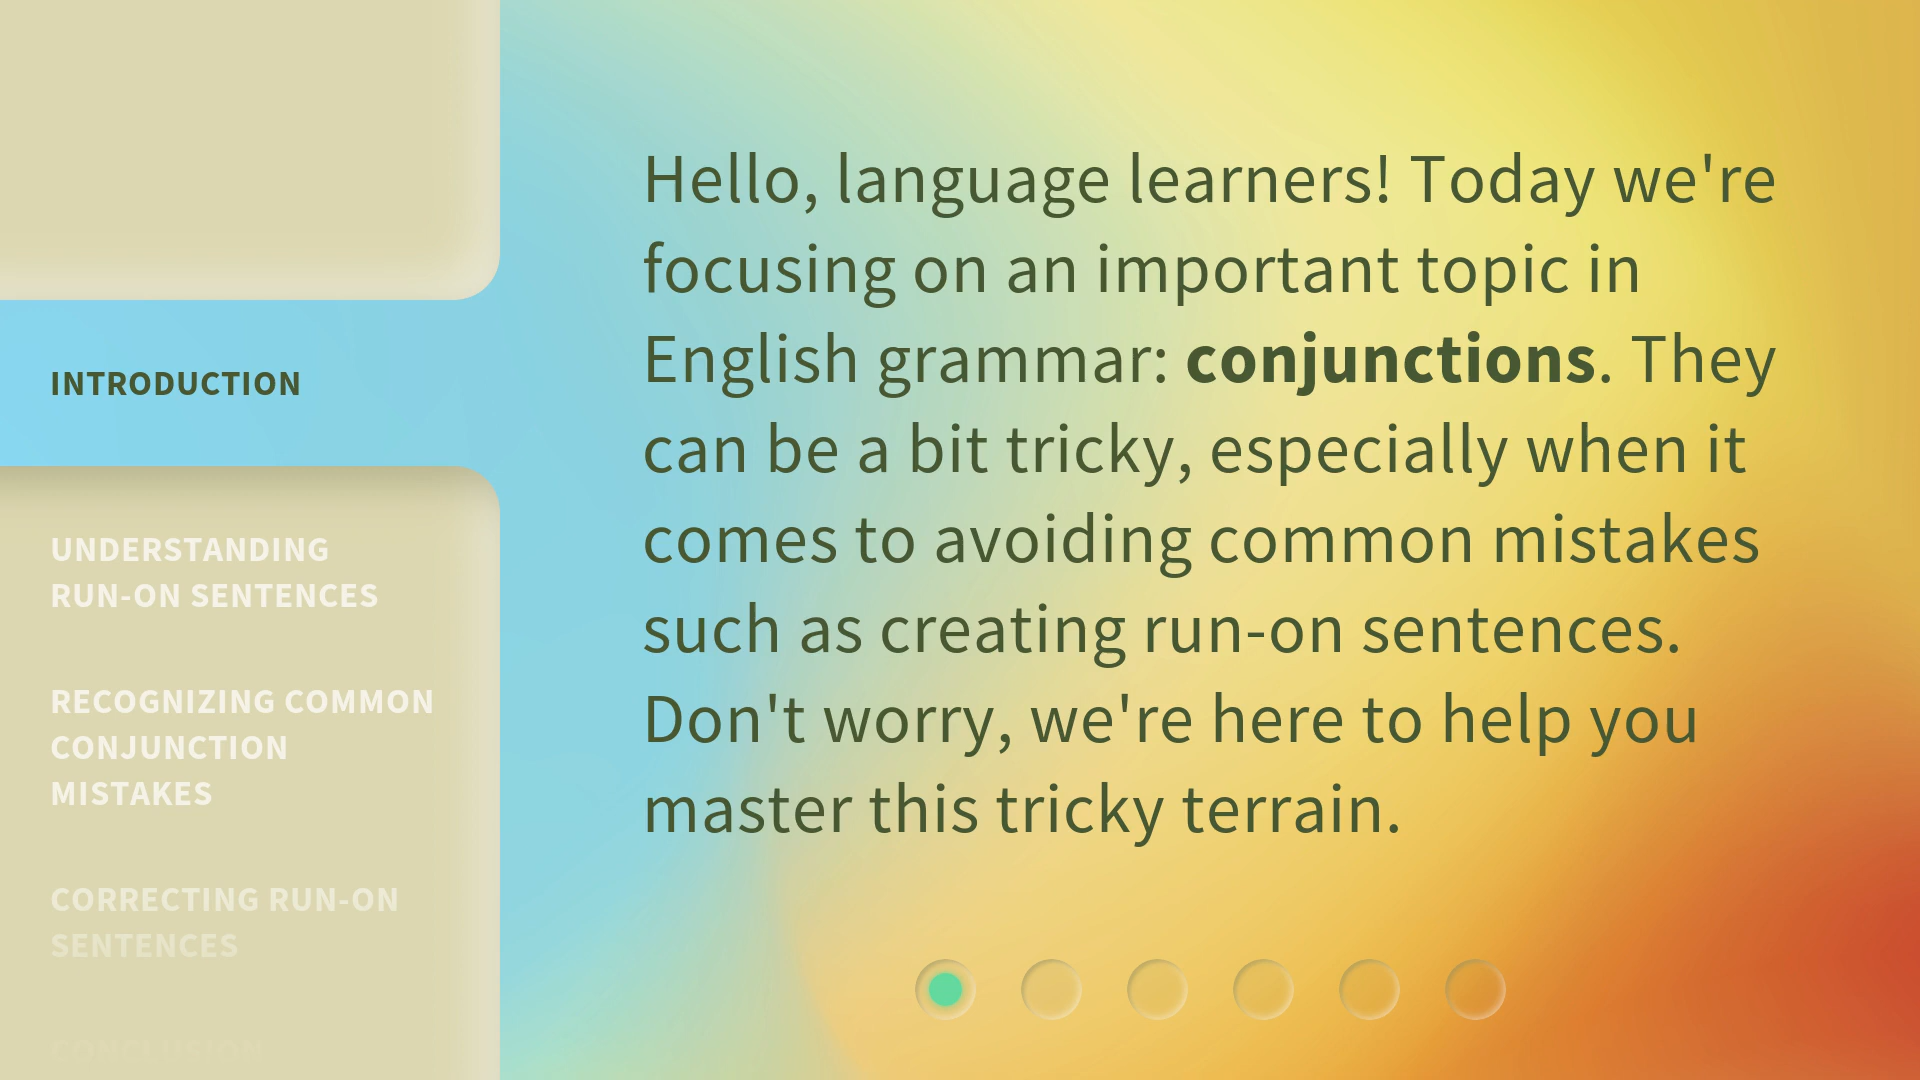 INTRODUCTION
UNDERSTANDING
RUN-ON SENTENCES
RECOGNIZING COMMON
CONJUNCTION
MISTAKES
CORRECTING RUN-ON
SENTENCES
CONCLUSION
Hello, language learners! Today we're
focusing on an important topic in
English grammar: conjunctions. They
can be a bit tricky, especially when it
comes to avoiding common mistakes
such as creating run-on sentences.
Don't worry, we're here to help you
master this tricky terrain.